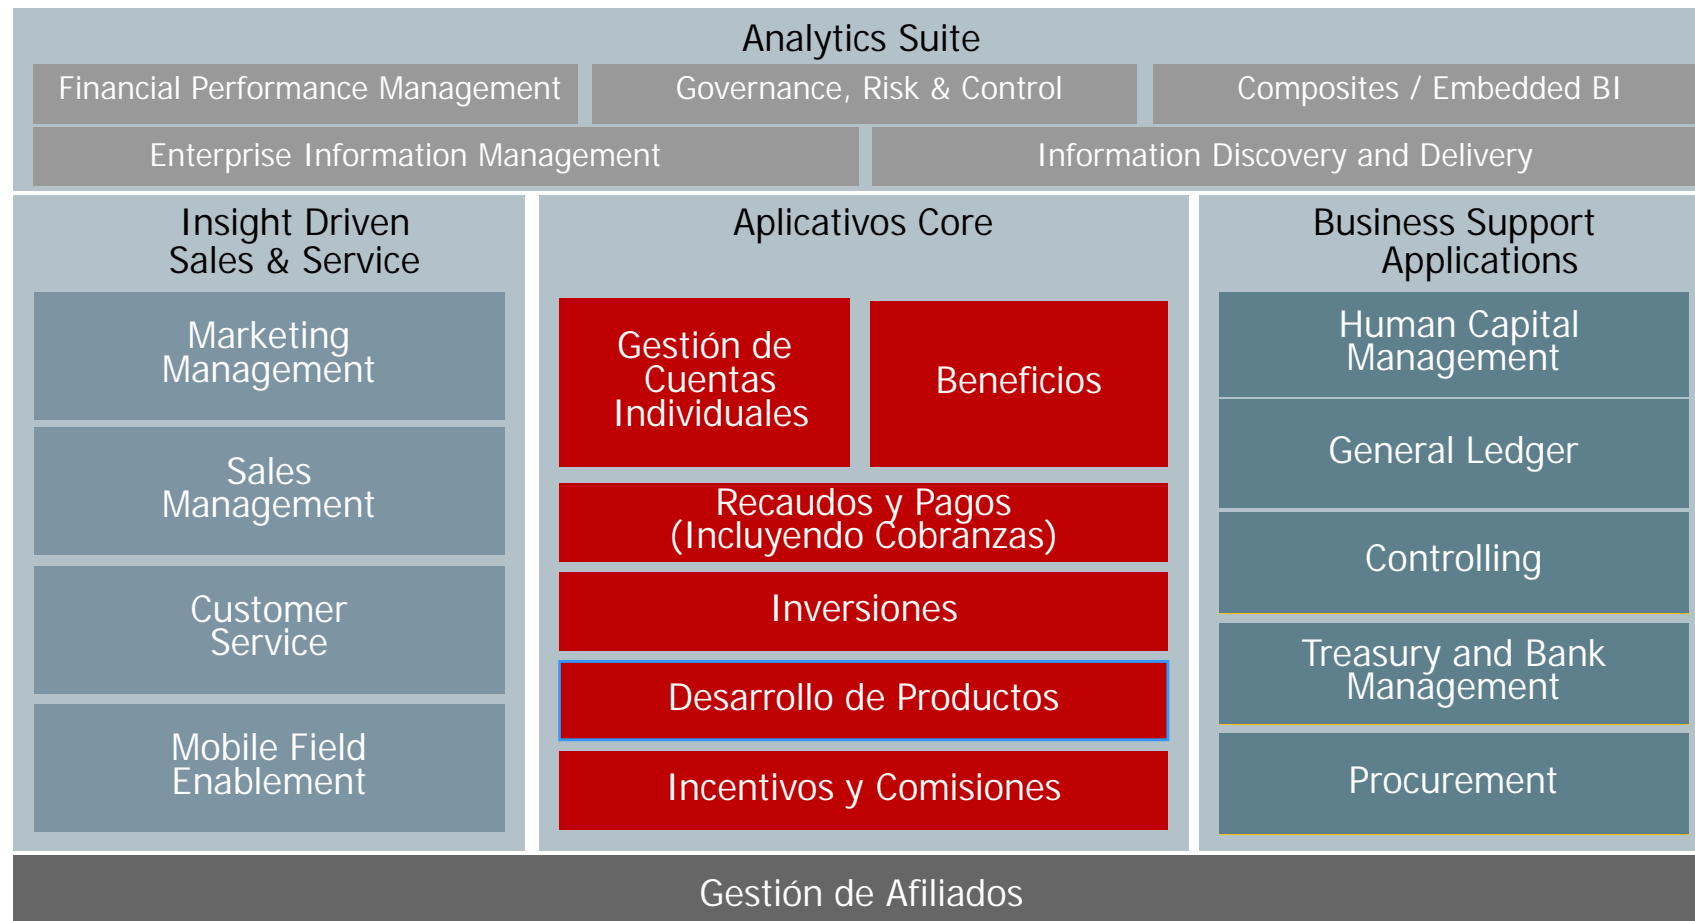 Analytics Suite
Financial Performance Management
Governance, Risk & Control
Composites / Embedded BI
Enterprise Information Management
Information Discovery and Delivery
Insight Driven
Sales & Service
Marketing
Management
Sales
Management
Customer
Service
Mobile Field
Enablement
Aplicativos Core
Gestión de
Cuentas
Individuales
Beneficios
Recaudos y Pagos
(Incluyendo Cobranzas)
Inversiones
Desarrollo de Productos
Incentivos y Comisiones
Business Support
Applications
Human Capital
Management
General Ledger
Controlling
Treasury and Bank
Management
Procurement
Gestión de Afiliados